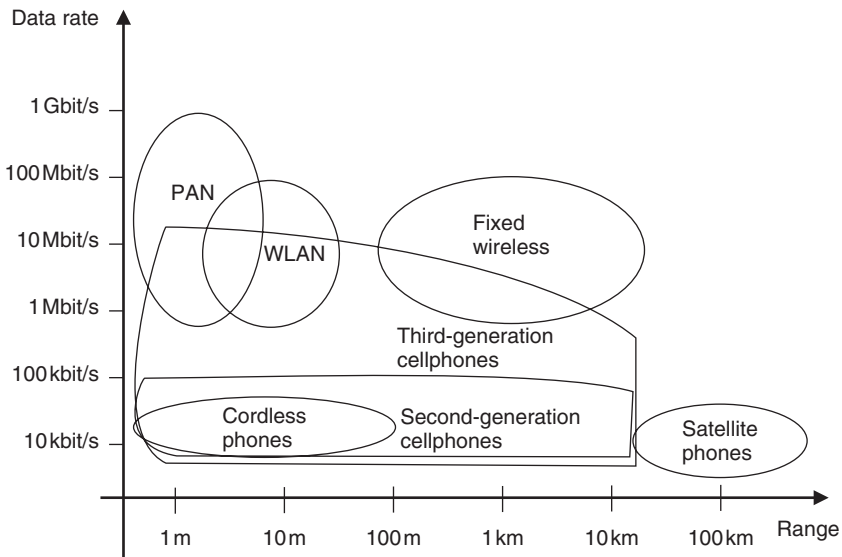 Data rate
1 Gbit/s
100 Mbit/s
PAN
10 Mbit/s
WLAN
Fixed
wireless
1 Mbit/s
Third-generation
cellphones
100 kbit/s
Cordless
phones
Second-generation
cellphones
Satellite
phones
10 kbit/s
1 m
10 m
100 m
1 km
10 km
100 km
Range